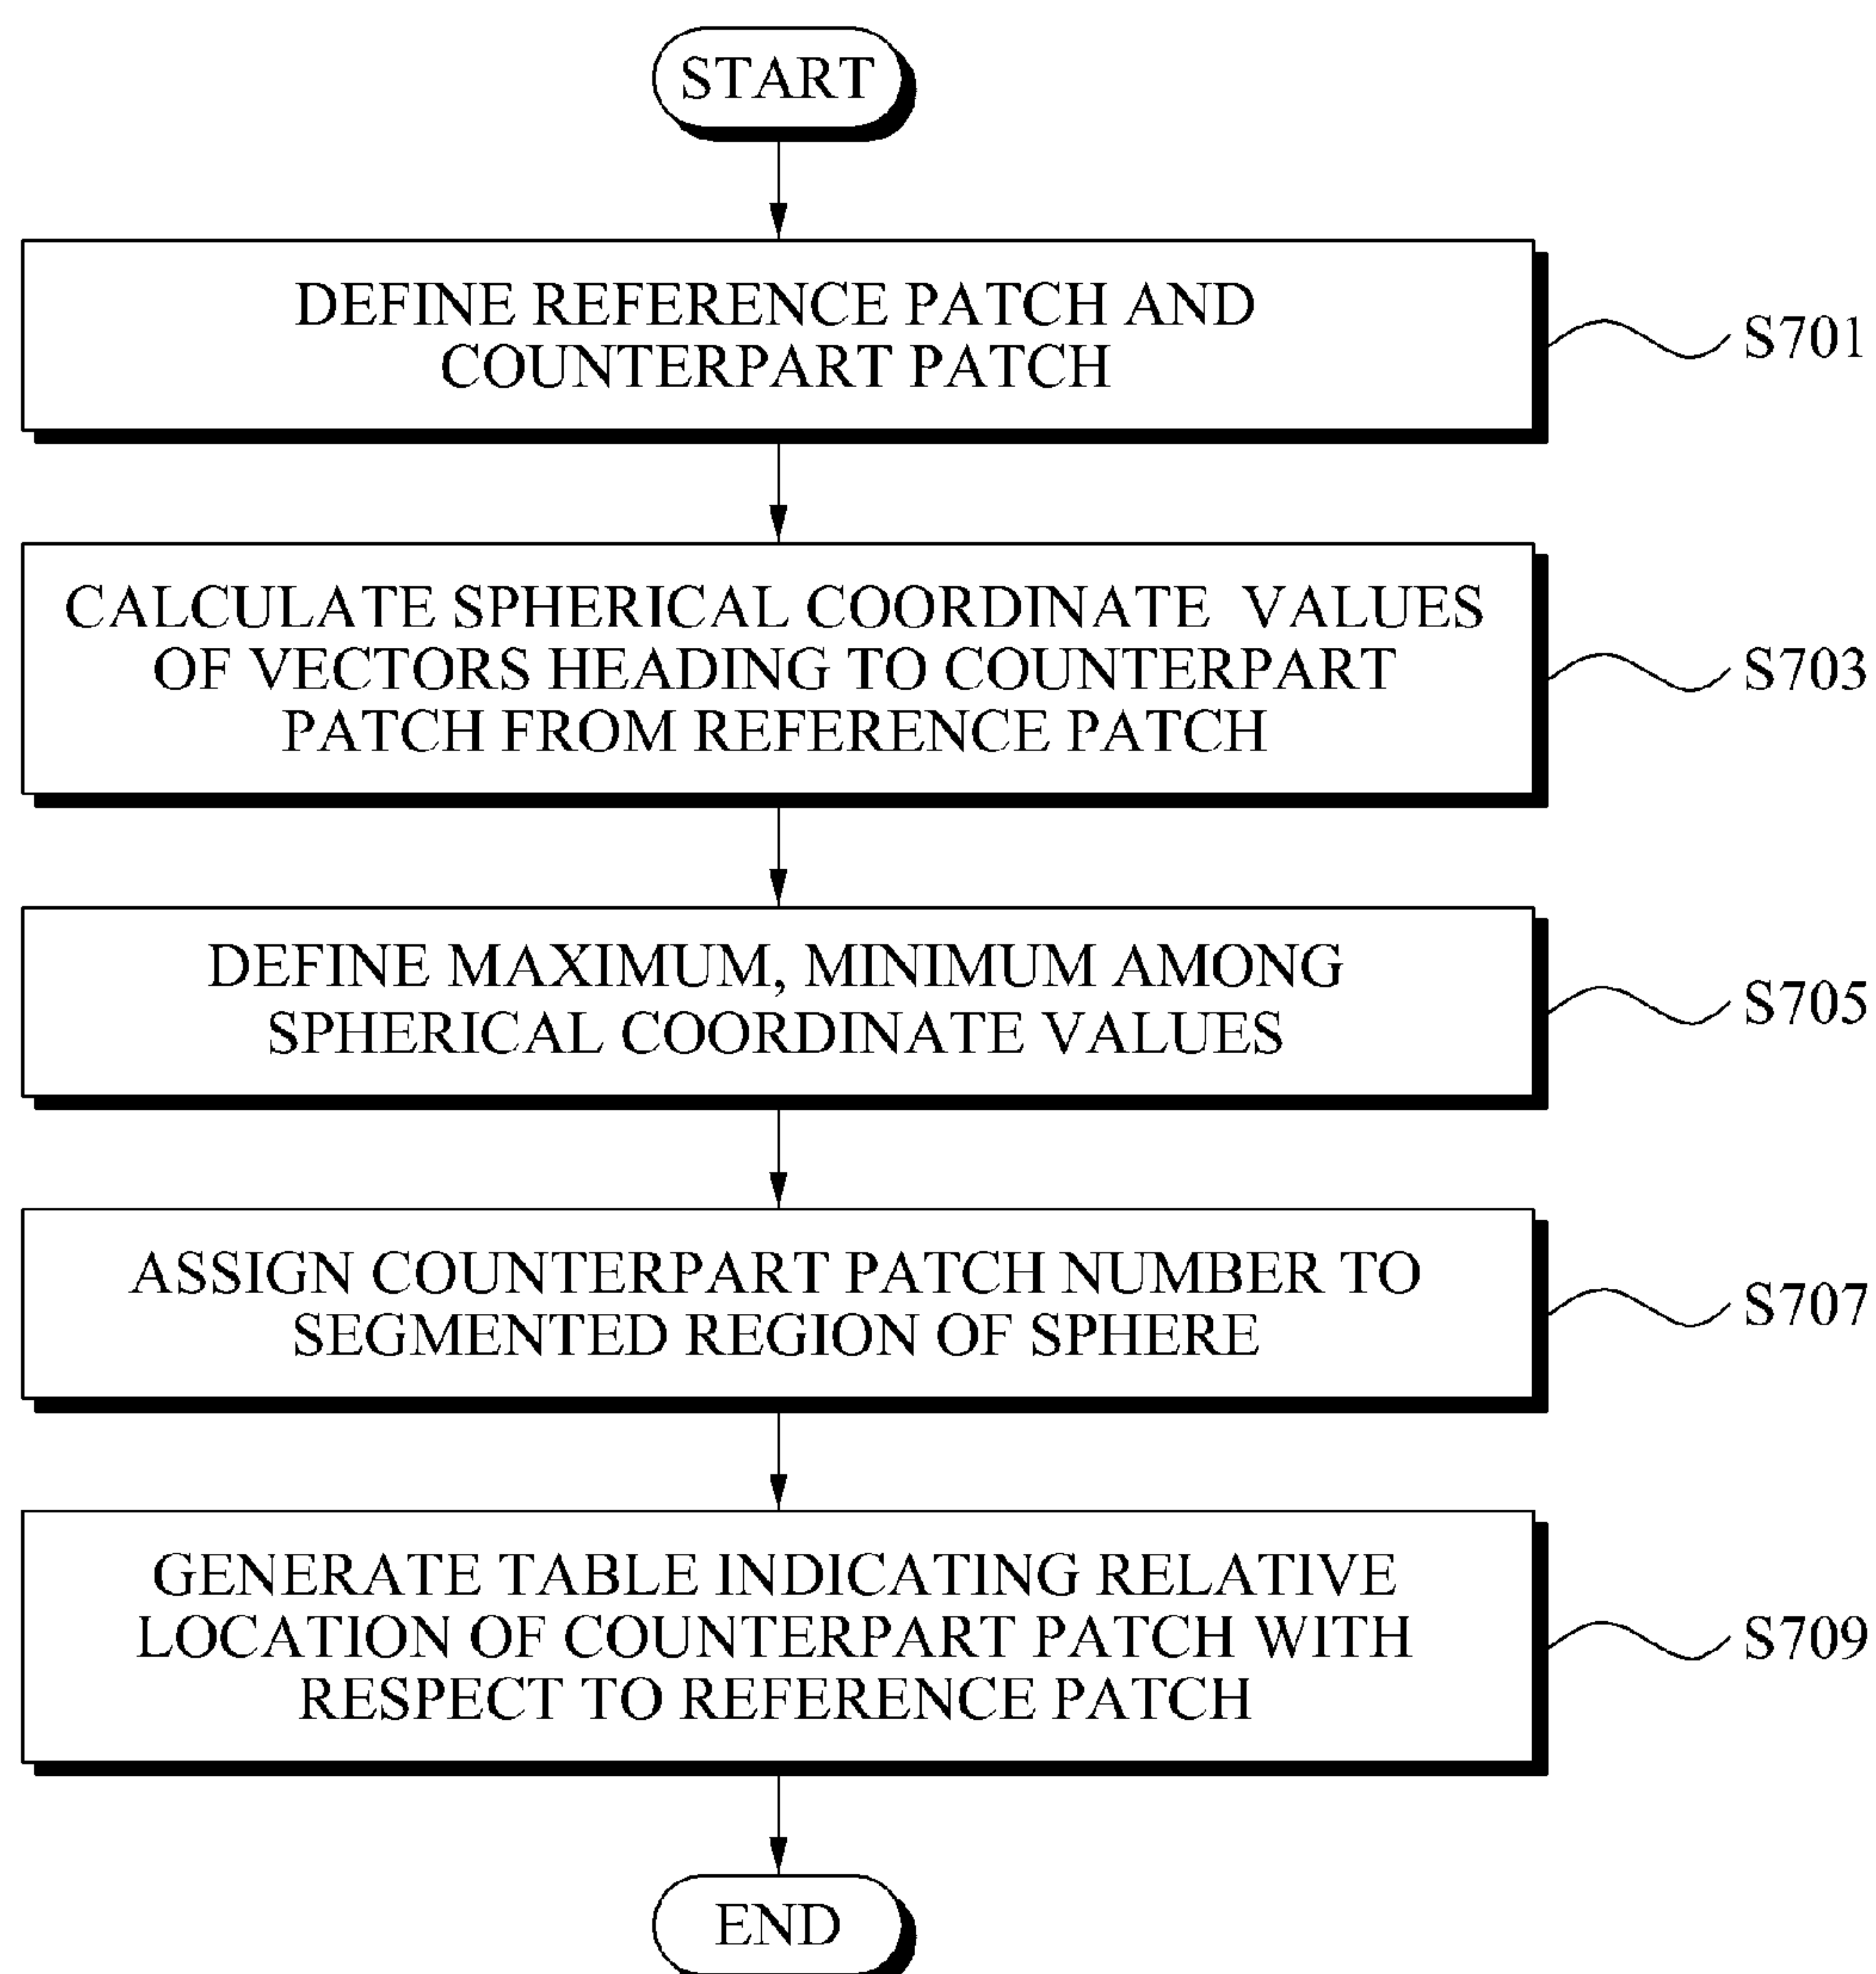 START
DEFINE REFERENCE PATCH AND
COUNTERPART PATCH
S701
CALCULATE SPHERICAL COORDINATE VALUES
OF VECTORS HEADING TO COUNTERPART
PATCH FROM REFERENCE PATCH
S703
DEFINE MAXIMUM, MINIMUM AMONG
SPHERICAL COORDINATE VALUES
S705
ASSIGN COUNTERPART PATCH NUMBER TO
SEGMENTED REGION OF SPHERE
S707
GENERATE TABLE INDICATING RELATIVE
LOCATION OF COUNTERPART PATCH WITH
RESPECT TO REFERENCE PATCH
S709
END